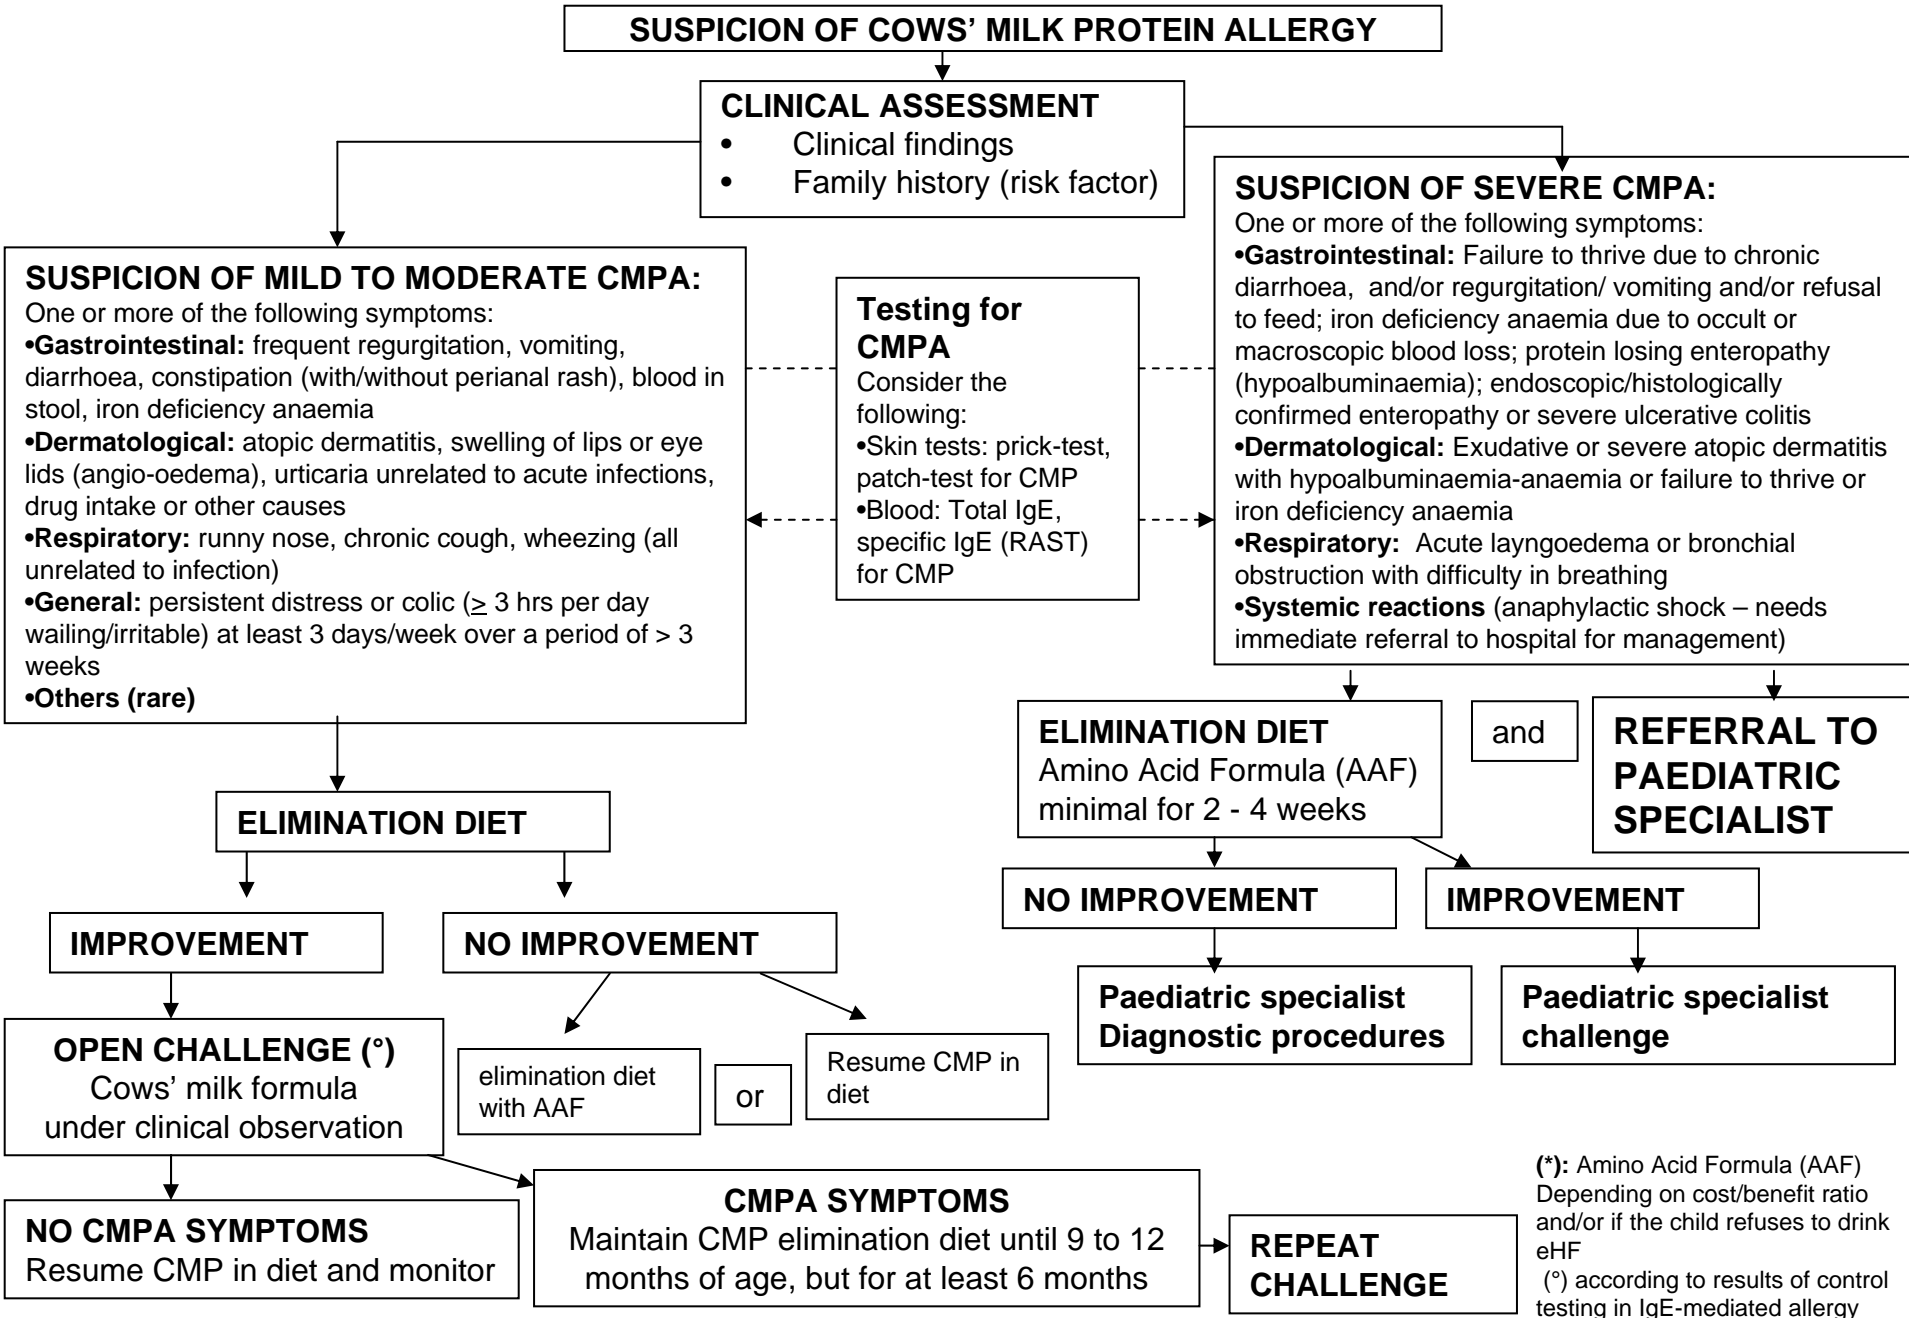 SUSPICION OF COWS’ MILK PROTEIN ALLERGY
CLINICAL ASSESSMENT
• Clinical findings
• Family history (risk factor)
SUSPICION OF MILD TO MODERATE CMPA:
One or more of the following symptoms:
•Gastrointestinal: frequent regurgitation, vomiting,
diarrhoea, constipation (with/without perianal rash), blood in
stool, iron deficiency anaemia
•Dermatological: atopic dermatitis, swelling of lips or eye
lids (angio-oedema), urticaria unrelated to acute infections,
drug intake or other causes
•Respiratory: runny nose, chronic cough, wheezing (all
unrelated to infection)
•General: persistent distress or colic (≥ 3 hrs per day
wailing/irritable) at least 3 days/week over a period of > 3
weeks
•Others (rare)
Testing for
CMPA
Consider the
following:
•Skin tests: prick-test,
patch-test for CMP
•Blood: Total IgE,
specific IgE (RAST)
for CMP
SUSPICION OF SEVERE CMPA:
One or more of the following symptoms:
•Gastrointestinal: Failure to thrive due to chronic
diarrhoea, and/or regurgitation/ vomiting and/or refusal
to feed; iron deficiency anaemia due to occult or
macroscopic blood loss; protein losing enteropathy
(hypoalbuminaemia); endoscopic/histologically
confirmed enteropathy or severe ulcerative colitis
•Dermatological: Exudative or severe atopic dermatitis
with hypoalbuminaemia-anaemia or failure to thrive or
iron deficiency anaemia
•Respiratory: Acute layngoedema or bronchial
obstruction with difficulty in breathing
•Systemic reactions (anaphylactic shock – needs
immediate referral to hospital for management)
ELIMINATION DIET
Amino Acid Formula (AAF)
minimal for 2 - 4 weeks
and
REFERRAL TO
PAEDIATRIC
SPECIALIST
ELIMINATION DIET
NO IMPROVEMENT
IMPROVEMENT
IMPROVEMENT
NO IMPROVEMENT
Paediatric specialist
Diagnostic procedures
Paediatric specialist
challenge
OPEN CHALLENGE (°)
Cows’ milk formula
under clinical observation
elimination diet
with AAF
or
Resume CMP in
diet
NO CMPA SYMPTOMS
Resume CMP in diet and monitor
CMPA SYMPTOMS
Maintain CMP elimination diet until 9 to 12
months of age, but for at least 6 months
REPEAT
CHALLENGE
(*): Amino Acid Formula (AAF)
Depending on cost/benefit ratio
and/or if the child refuses to drink
eHF
(°) according to results of control
testing in IgE-mediated allergy